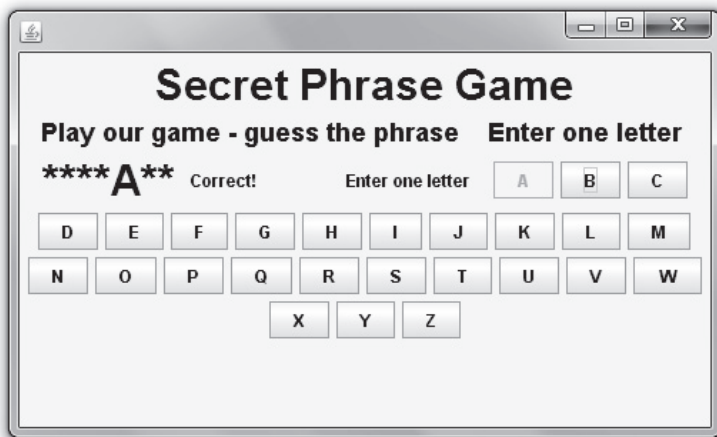 Secret Phrase Game
Play our game - guess the phrase Enter one letter
****A** Correct! Enter one letter A B C
D E F G H I J K L M
N O P Q R S T U V W
X Y Z